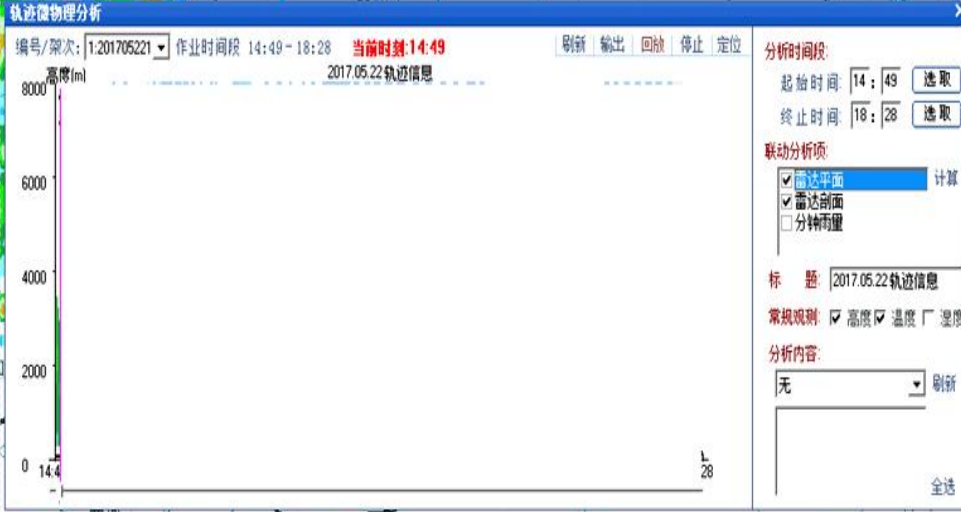 轨迹微物理分析
编号/架次: 1:201705221 作业时间段 14:49-18:28 当前时刻:14:49 刷新 输出 回放 停止 定位
高度(m)
2017.05.22轨迹信息
8000
6000
4000
2000
0
14:4
28
分析时间段:
起始时间: 14 : 49 选取
终止时间: 18 : 28 选取
联动分析项:
雷达平面 计算
雷达剖面
分钟雨量
标 题: 2017.05.22轨迹信息
常规观测: 高度 温度 湿度
分析内容:
无 刷新
全选